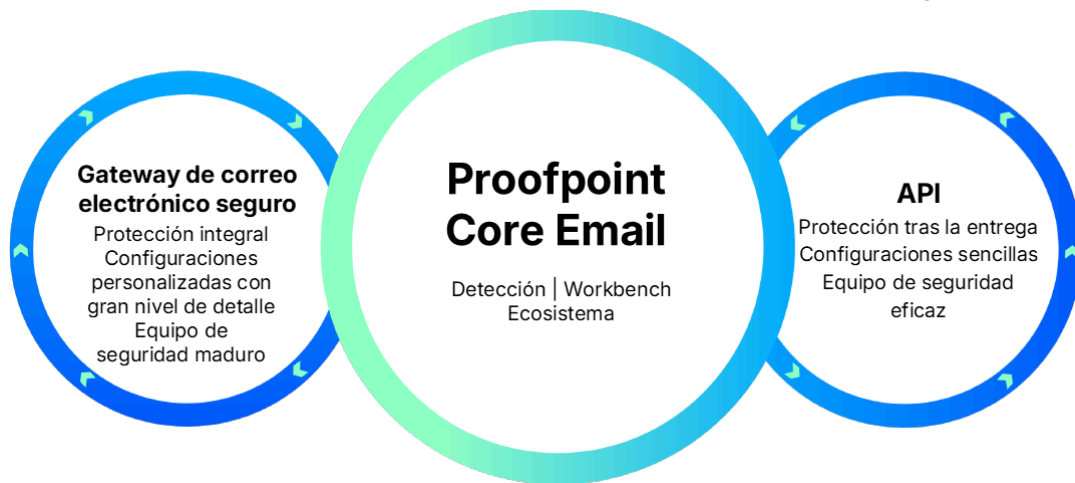 Gateway de correo
electrónico seguro
Protección integral
Configuraciones
personalizadas con
gran nivel de detalle
Equipo de
seguridad maduro
Proofpoint
Core Email
Detección | Workbench
Ecosistema
API
Protección tras la entrega
Configuraciones sencillas
Equipo de seguridad
eficaz